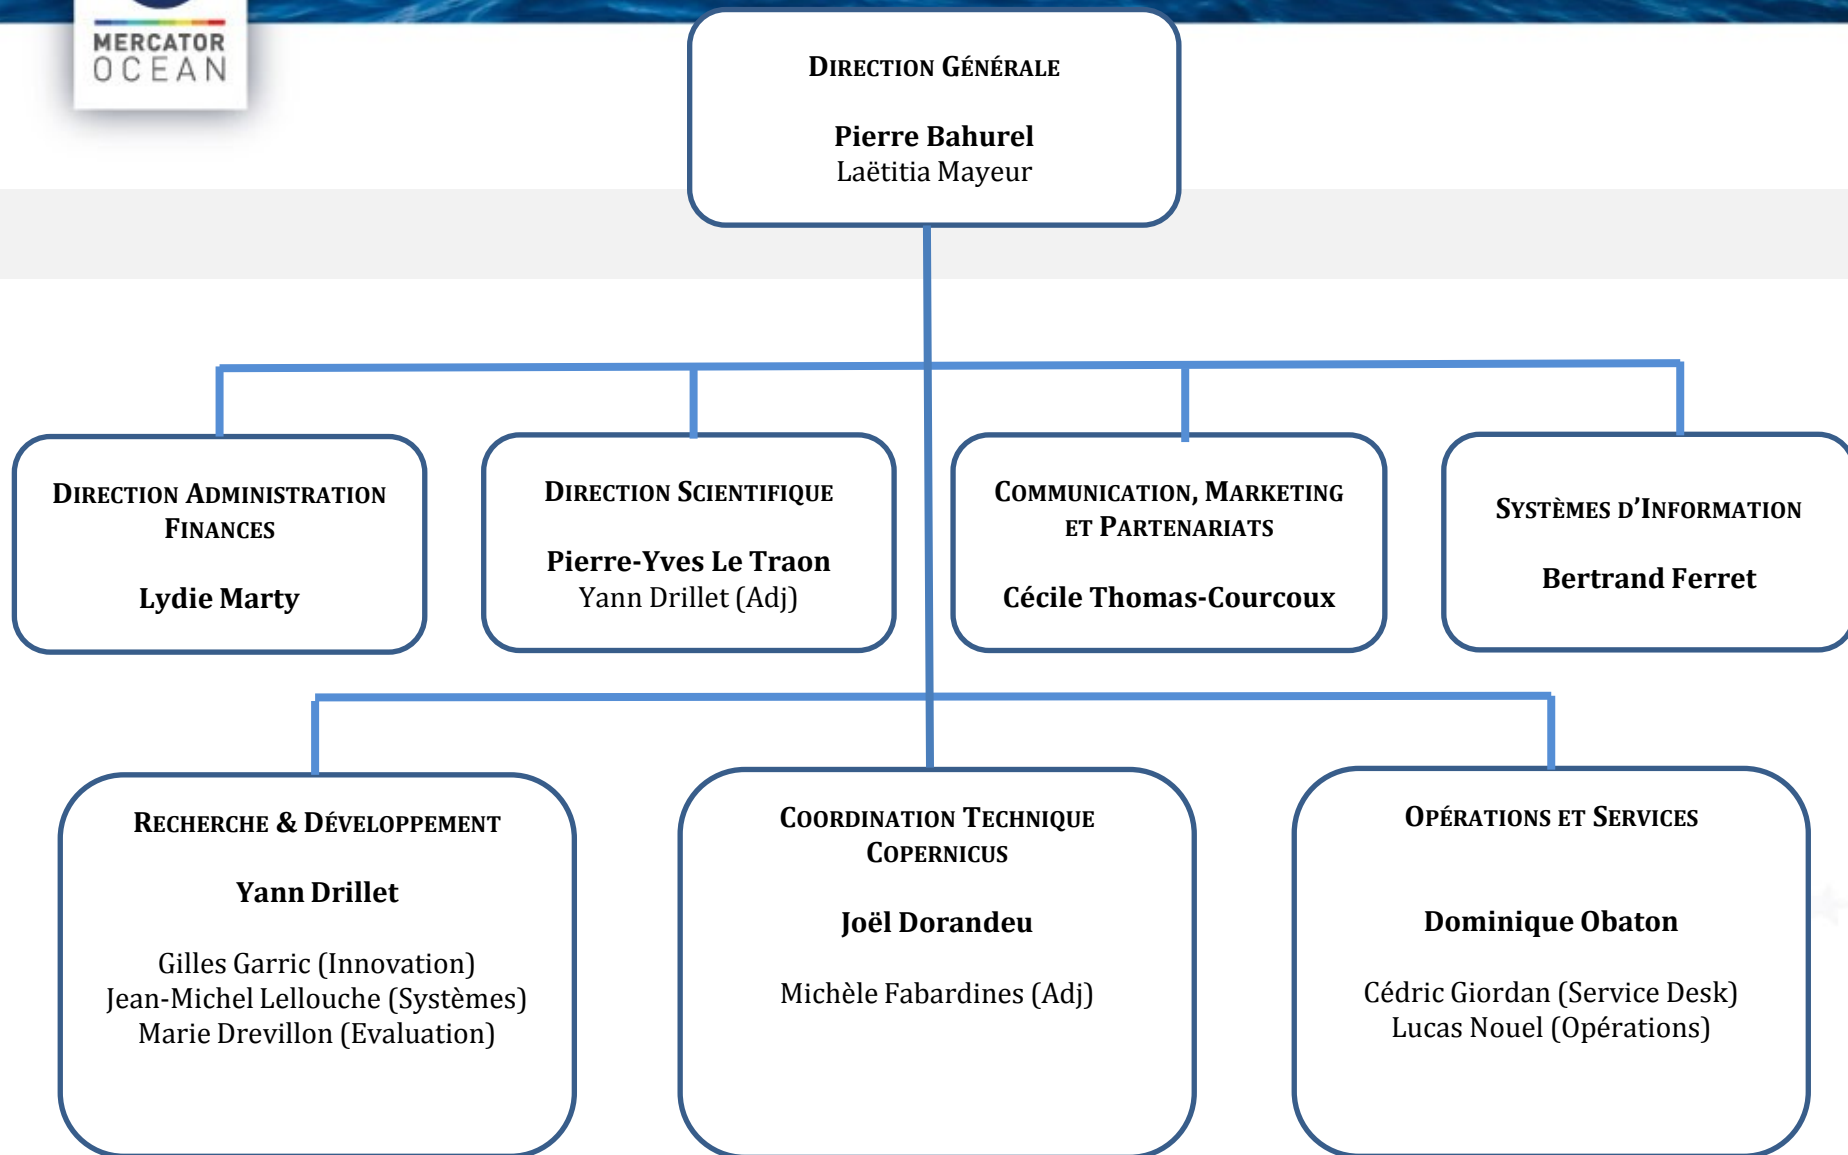 MERCATOR
OCEAN
DIRECTION GÉNÉRALE
Pierre Bahurel
Laëtitia Mayeur
DIRECTION ADMINISTRATION
FINANCES
Lydie Marty
DIRECTION SCIENTIFIQUE
Pierre-Yves Le Traon
Yann Drillet (Adj)
COMMUNICATION, MARKETING
ET PARTENARIATS
Cécile Thomas-Courcoux
SYSTÈMES D’INFORMATION
Bertrand Ferret
RECHERCHE & DÉVELOPPEMENT
Yann Drillet
Gilles Garric (Innovation)
Jean-Michel Lellouche (Systèmes)
Marie Drevillon (Evaluation)
COORDINATION TECHNIQUE
COPERNICUS
Joël Dorandeu
Michèle Fabardines (Adj)
OPÉRATIONS ET SERVICES
Dominique Obaton
Cédric Giordan (Service Desk)
Lucas Nouel (Opérations)